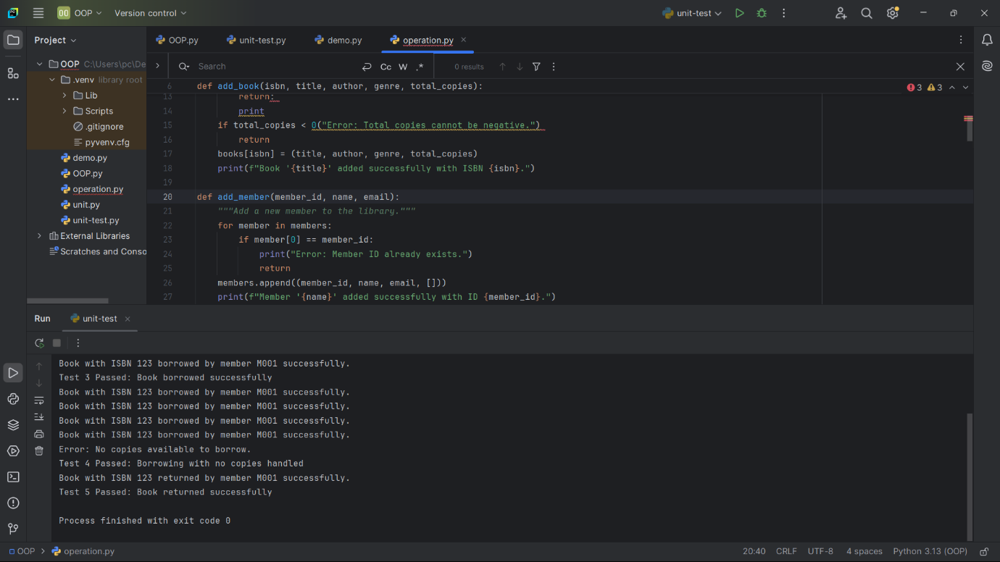 OO OOP Version control unit-test
Project
OOP.py unit-test.py demo.py operation.py
Search Cc W .* 0 results
OOP C:\Users\pc\De
.venv library root
Lib
Scripts
.gitignore
pyvenv.cfg
demo.py
OOP.py
operation.py
unit.py
unit-test.py
External Libraries
Scratches and Conso
3 3
6 def add_book(isbn, title, author, genre, total_copies):
13 return:
14 print
15 if total_copies < 0("Error: Total copies cannot be negative.")
16 return
17 books[isbn] = (title, author, genre, total_copies)
18 print(f"Book '{title}' added successfully with ISBN {isbn}.")
19
20 def add_member(member_id, name, email):
21 """Add a new member to the library."""
22 for member in members:
23 if member[0] == member_id:
24 print("Error: Member ID already exists.")
25 return
26 members.append((member_id, name, email, []))
27 print(f"Member '{name}' added successfully with ID {member_id}.")
Run unit-test
Book with ISBN 123 borrowed by member M001 successfully.
Test 3 Passed: Book borrowed successfully
Book with ISBN 123 borrowed by member M001 successfully.
Book with ISBN 123 borrowed by member M001 successfully.
Book with ISBN 123 borrowed by member M001 successfully.
Book with ISBN 123 borrowed by member M001 successfully.
Error: No copies available to borrow.
Test 4 Passed: Borrowing with no copies handled
Book with ISBN 123 returned by member M001 successfully.
Test 5 Passed: Book returned successfully
Process finished with exit code 0
OOP > operation.py 20:40 CRLF UTF-8 4 spaces Python 3.13 (OOP)